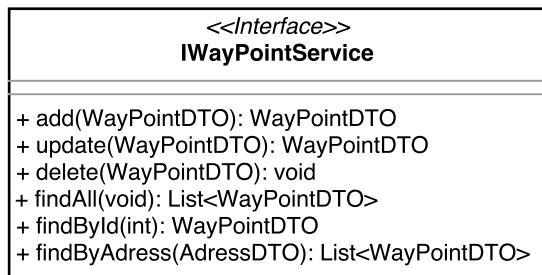 <<Interface>>
IWayPointService
+ add(WayPointDTO): WayPointDTO
+ update(WayPointDTO): WayPointDTO
+ delete(WayPointDTO): void
+ findAll(void): List<WayPointDTO>
+ findById(int): WayPointDTO
+ findByAdress(AdressDTO): List<WayPointDTO>